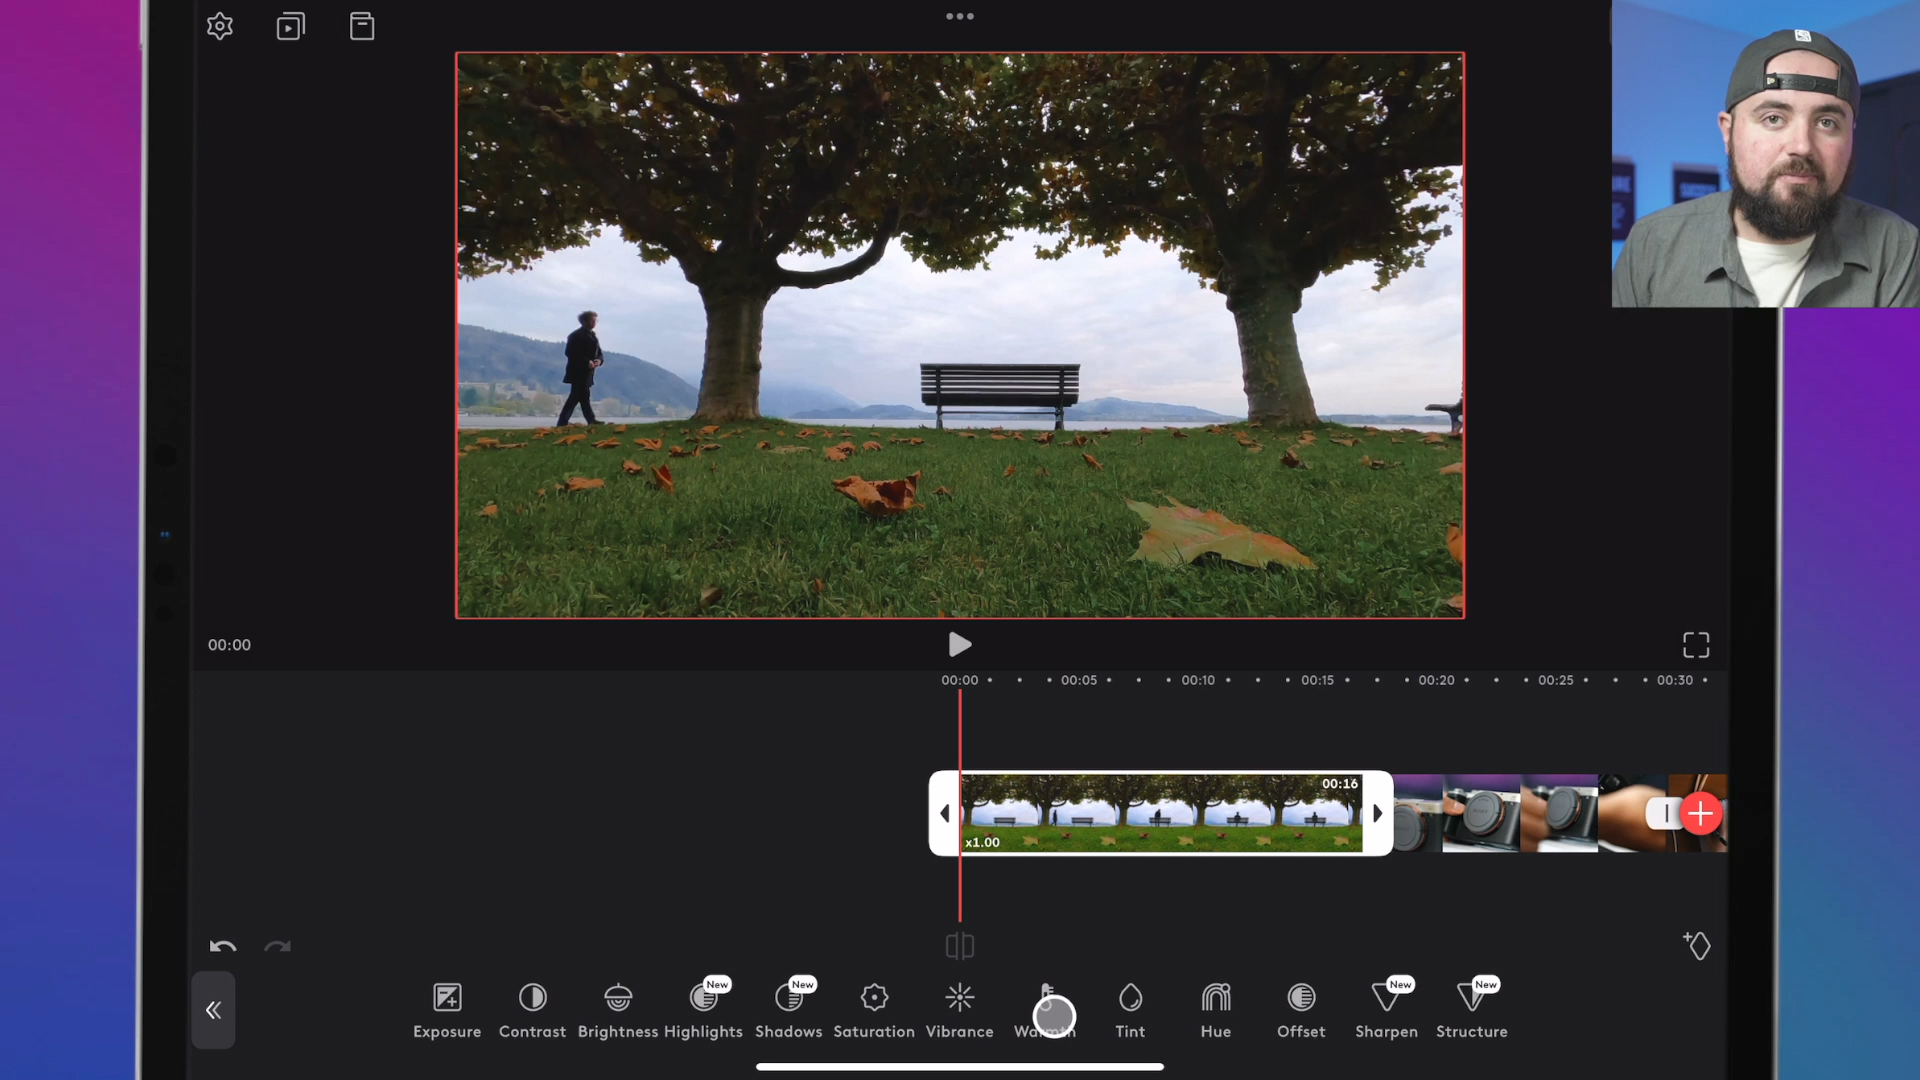 00:00
00:00 00:05 00:10 00:15 00:20 00:25 00:30
00:16
x1.00
New New New New
Exposure Contrast Brightness Highlights Shadows Saturation Vibrance Warmth Tint Hue Offset Sharpen Structure